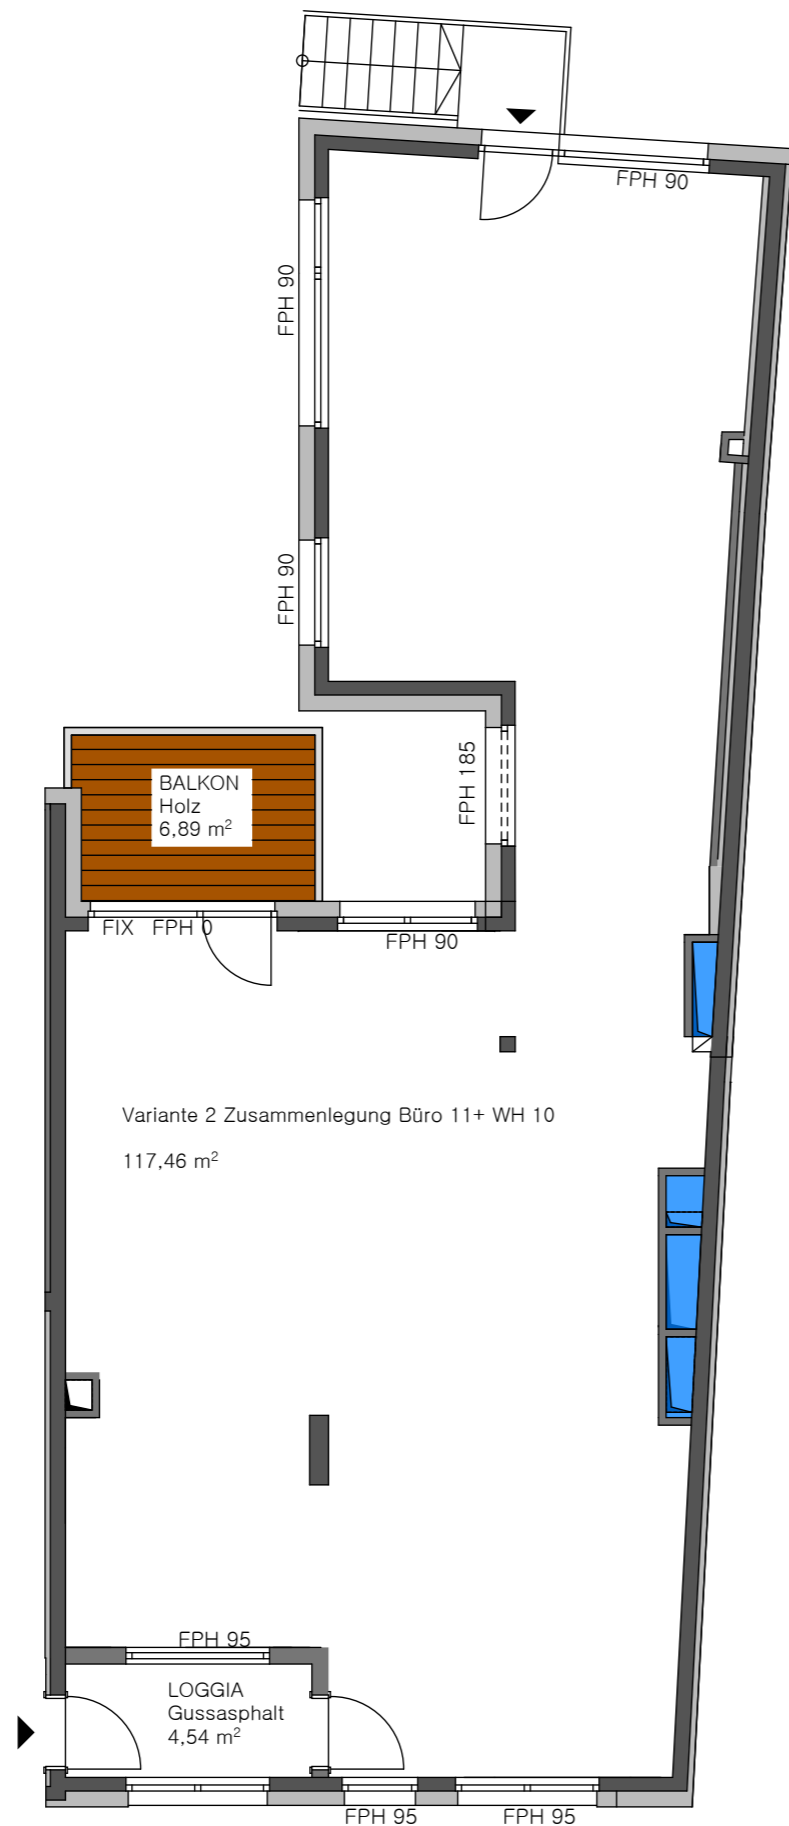 FPH 90
FPH 90
FPH 90
FPH 185
BALKON
Holz
6,89 m²
FIX FPH 0
FPH 90
Variante 2 Zusammenlegung Büro 11+ WH 10
117,46 m²
FPH 95
LOGGIA
Gussasphalt
4,54 m²
FPH 95
FPH 95